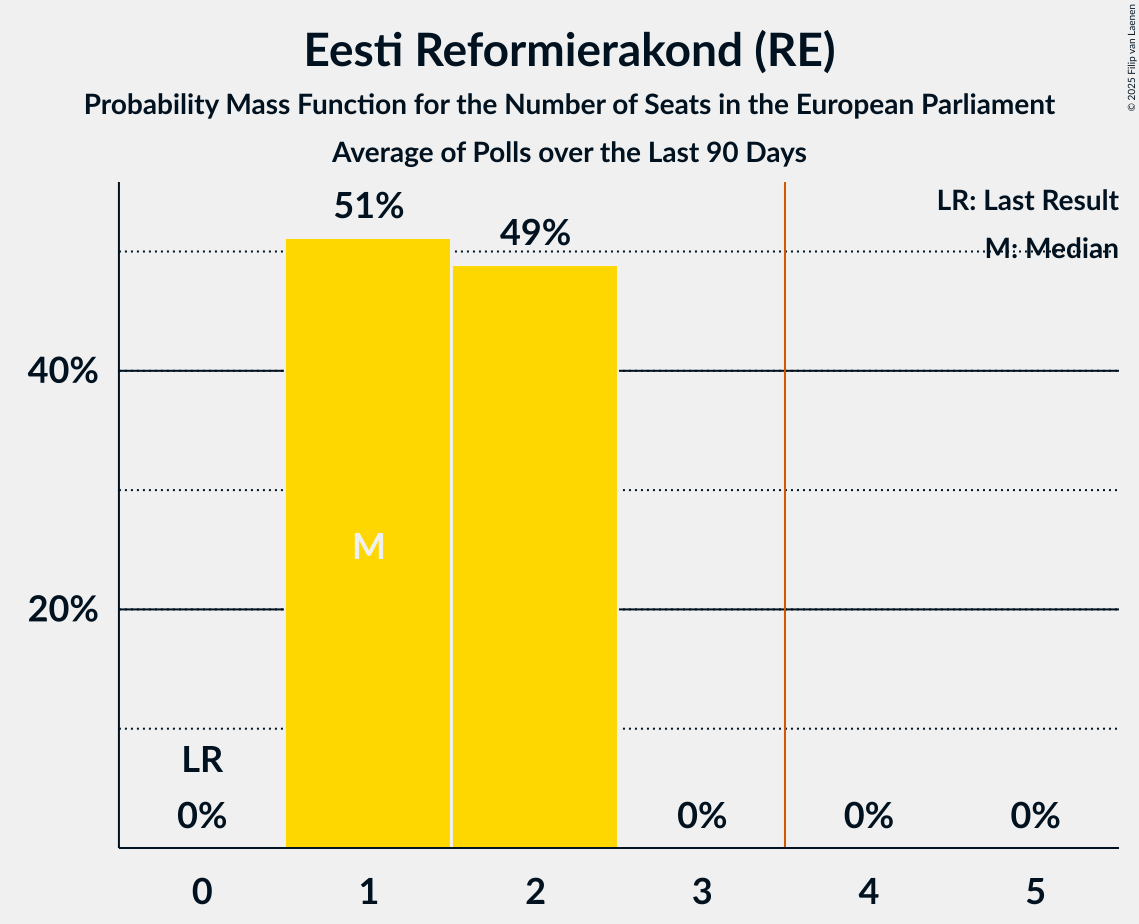 Eesti Reformierakond (RE)
Probability Mass Function for the Number of Seats in the European Parliament
Average of Polls over the Last 90 Days
© 2025 Filip van Laenen
LR: Last Result
M: Median
51%
49%
40%
20%
M
LR
0%
0%
0%
0%
0
1
2
3
4
5